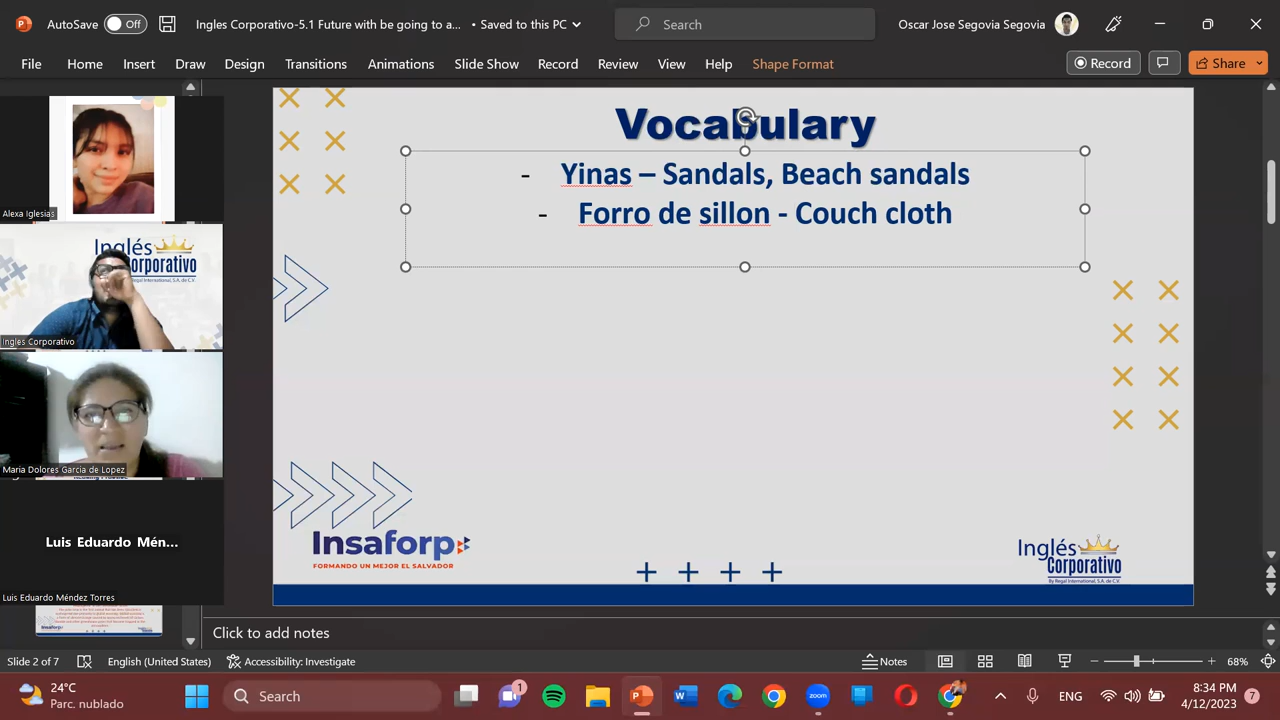 AutoSave Off Ingles Corporativo-5.1 Future with be going to a... • Saved to this PC Search Oscar Jose Segovia Segovia
File Home Insert Draw Design Transitions Animations Slide Show Record Review View Help Shape Format Record Share
Alexa Iglesias
Inglés
Corporativo
Ingles Corporativo
Maria Dolores Garcia de Lopez
Luis Eduardo Mén...
Luis Eduardo Méndez Torres
Vocabulary
- Yinas – Sandals, Beach sandals
- Forro de sillon - Couch cloth
Insaforp
FORMANDO UN MEJOR EL SALVADOR
Inglés
Corporativo
By Regal International, S.A. de C.V.
Click to add notes
Slide 2 of 7 English (United States) Accessibility: Investigate Notes 68%
24°C
Parc. nublado
Search
1
zoom
ENG
8:34 PM
4/12/2023
7